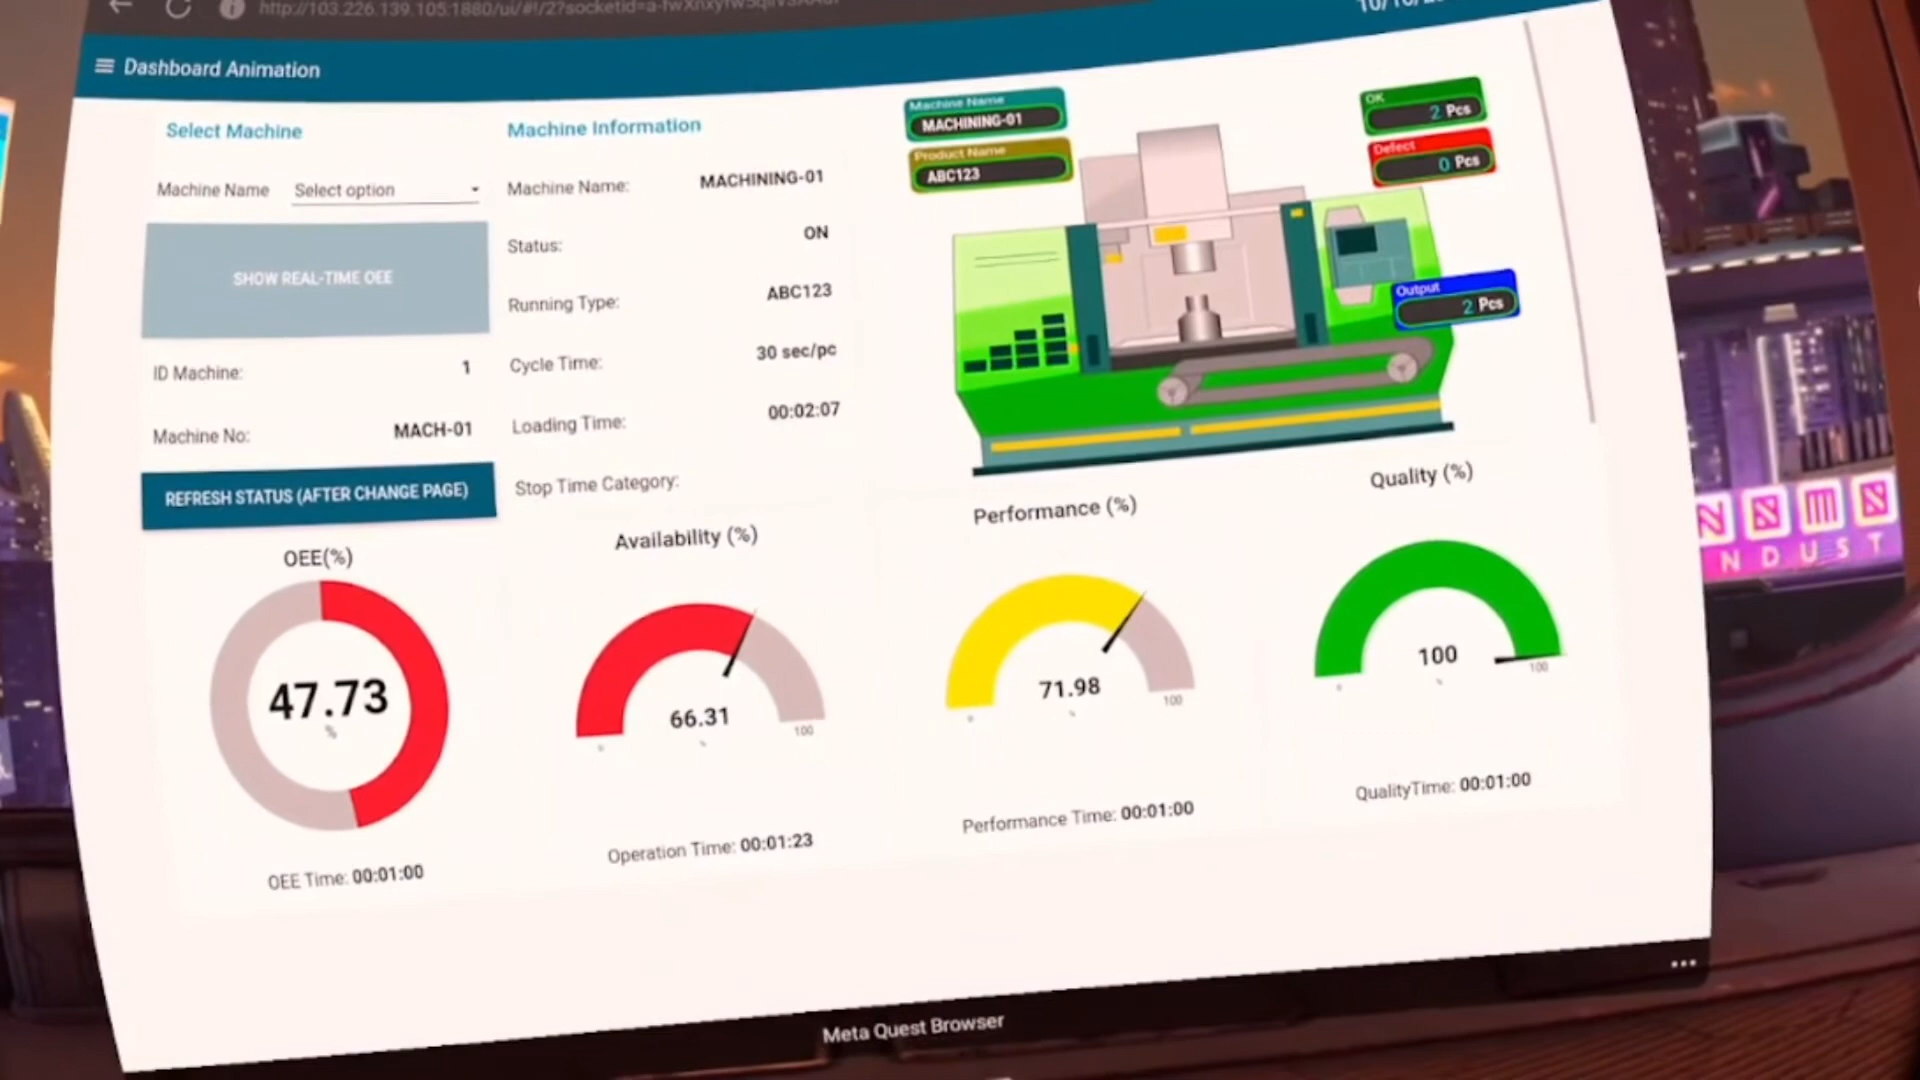 Dashboard Animation
Select Machine
Machine Name Select option
SHOW REAL-TIME OEE
ID Machine: 1
Machine No: MACH-01
REFRESH STATUS (AFTER CHANGE PAGE)
Machine Information
Machine Name: MACHINING-01
Status: ON
Running Type: ABC123
Cycle Time: 30 sec/pc
Loading Time: 00:02:07
Stop Time Category:
Machine Name
MACHINING-01
Product Name
ABC123
OK
2 Pcs
Defect
0 Pcs
Output
2 Pcs
OEE(%)
47.73
%
OEE Time: 00:01:00
Availability (%)
66.31
100
Operation Time: 00:01:23
Performance (%)
71.98
100
Performance Time: 00:01:00
Quality (%)
100
100
QualityTime: 00:01:00
NDUST
Meta Quest Browser